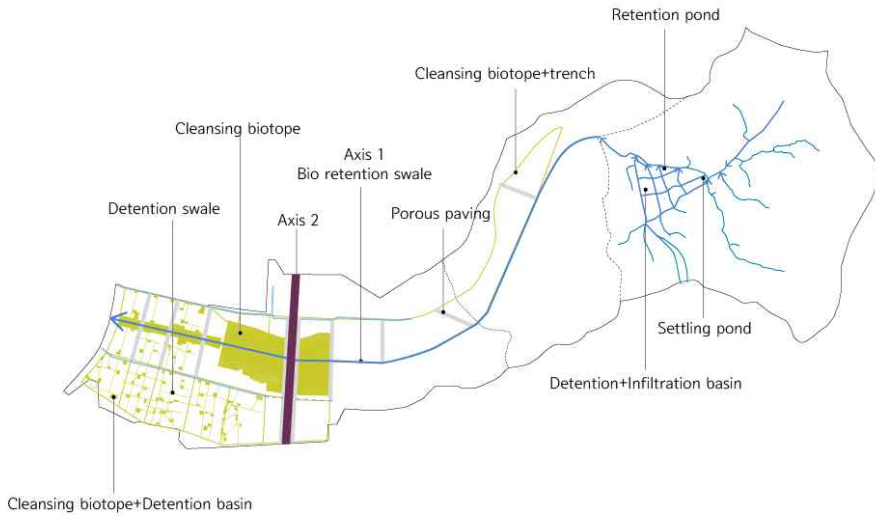 Retention pond
Cleansing biotope+trench
Cleansing biotope
Axis 1
Bio retention swale
Detention swale
Axis 2
Porous paving
Settling pond
Detention+Infiltration basin
Cleansing biotope+Detention basin